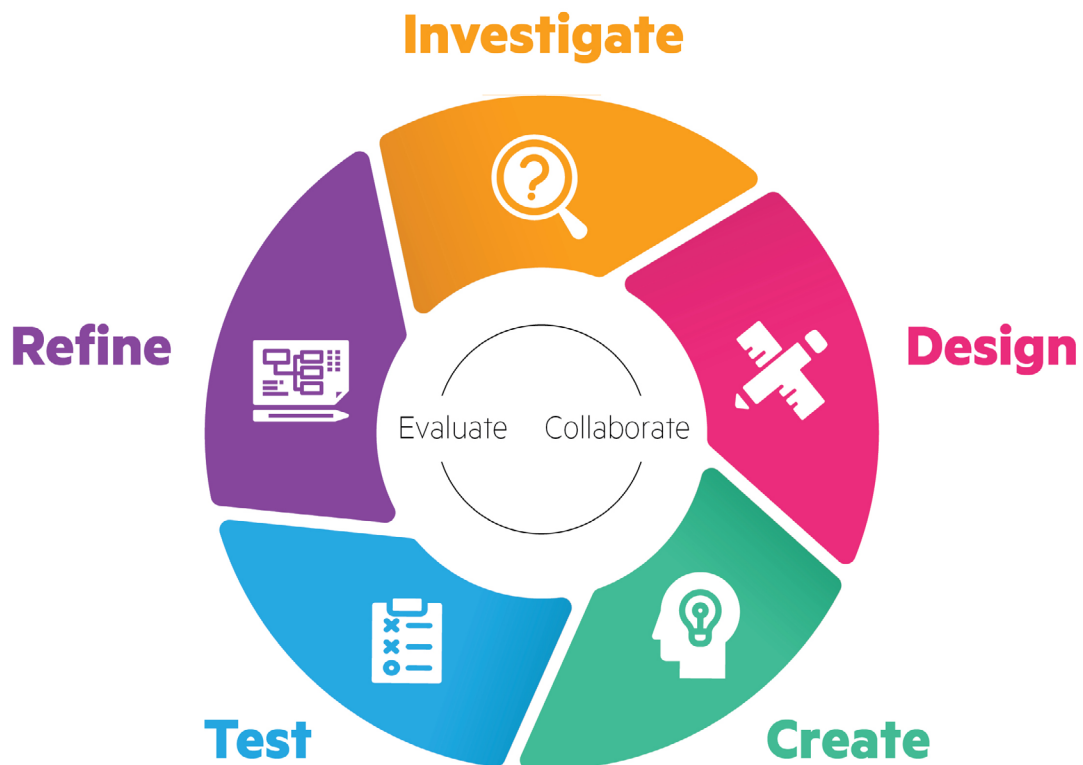 Investigate
Design
Create
Test
Refine
Evaluate Collaborate
?